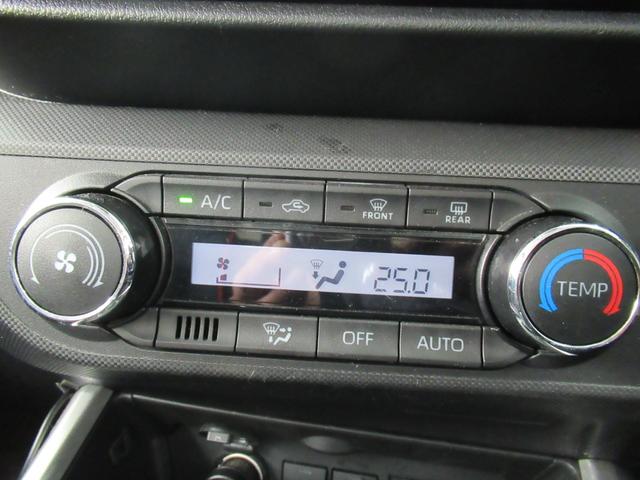 A/C
FRONT
REAR
25.0
TEMP
OFF
AUTO